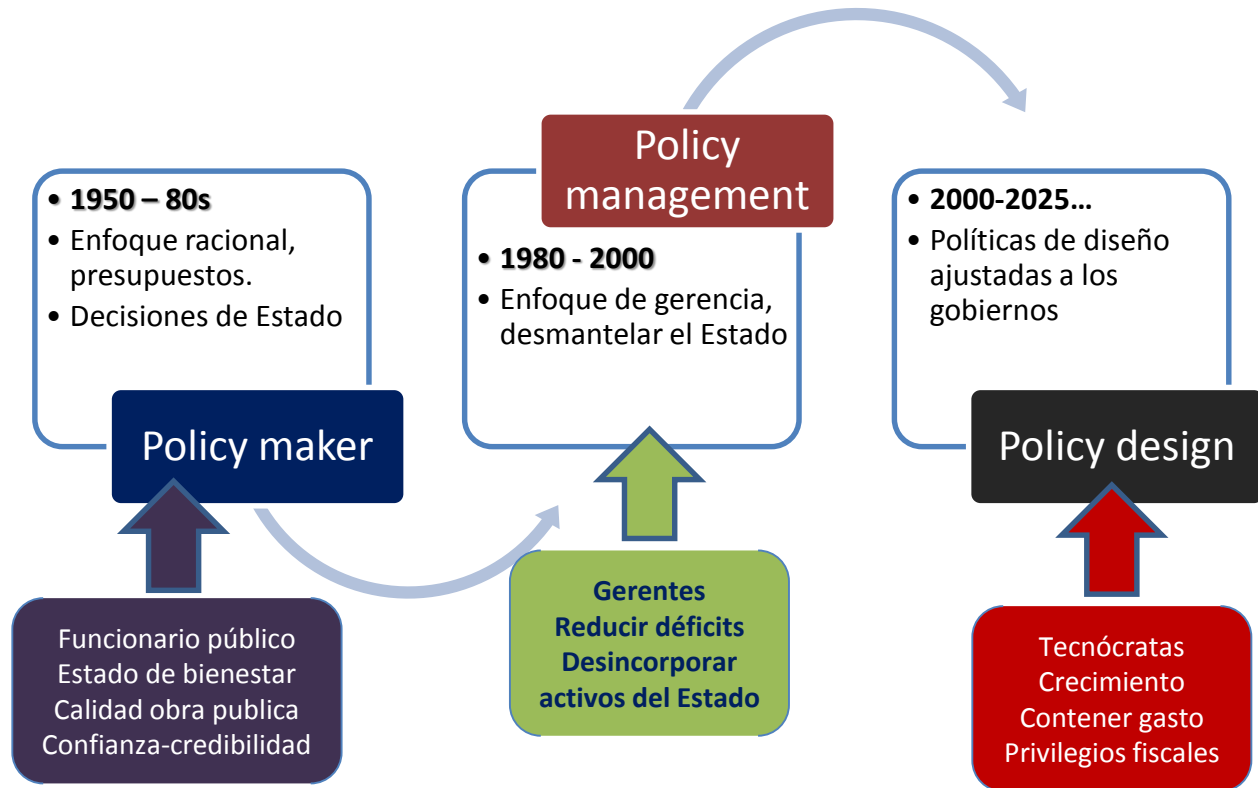 • 1950 – 80s
• Enfoque racional,
presupuestos.
• Decisiones de Estado
Policy maker
Funcionario público
Estado de bienestar
Calidad obra publica
Confianza-credibilidad
Policy
management
• 1980 - 2000
• Enfoque de gerencia,
desmantelar el Estado
Gerentes
Reducir déficits
Desincorporar
activos del Estado
• 2000-2025...
• Políticas de diseño
ajustadas a los
gobiernos
Policy design
Tecnócratas
Crecimiento
Contener gasto
Privilegios fiscales